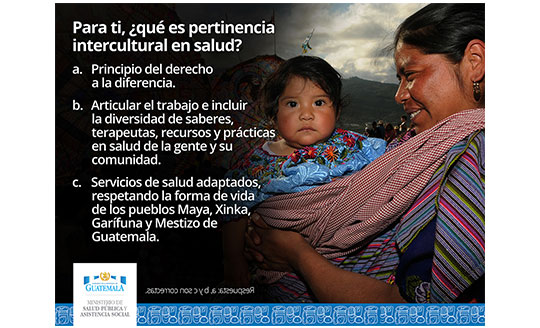 Para ti, ¿qué es pertinencia
intercultural en salud?
a. Principio del derecho
a la diferencia.
b. Articular el trabajo e incluir
la diversidad de saberes,
terapeutas, recursos y prácticas
en salud de la gente y su
comunidad.
c. Servicios de salud adaptados,
respetando la forma de vida
de los pueblos Maya, Xinka,
Garífuna y Mestizo de
Guatemala.
Respuesta: a, b y c son correctas.
GUATEMALA
MINISTERIO DE
SALUD PÚBLICA Y
ASISTENCIA SOCIAL